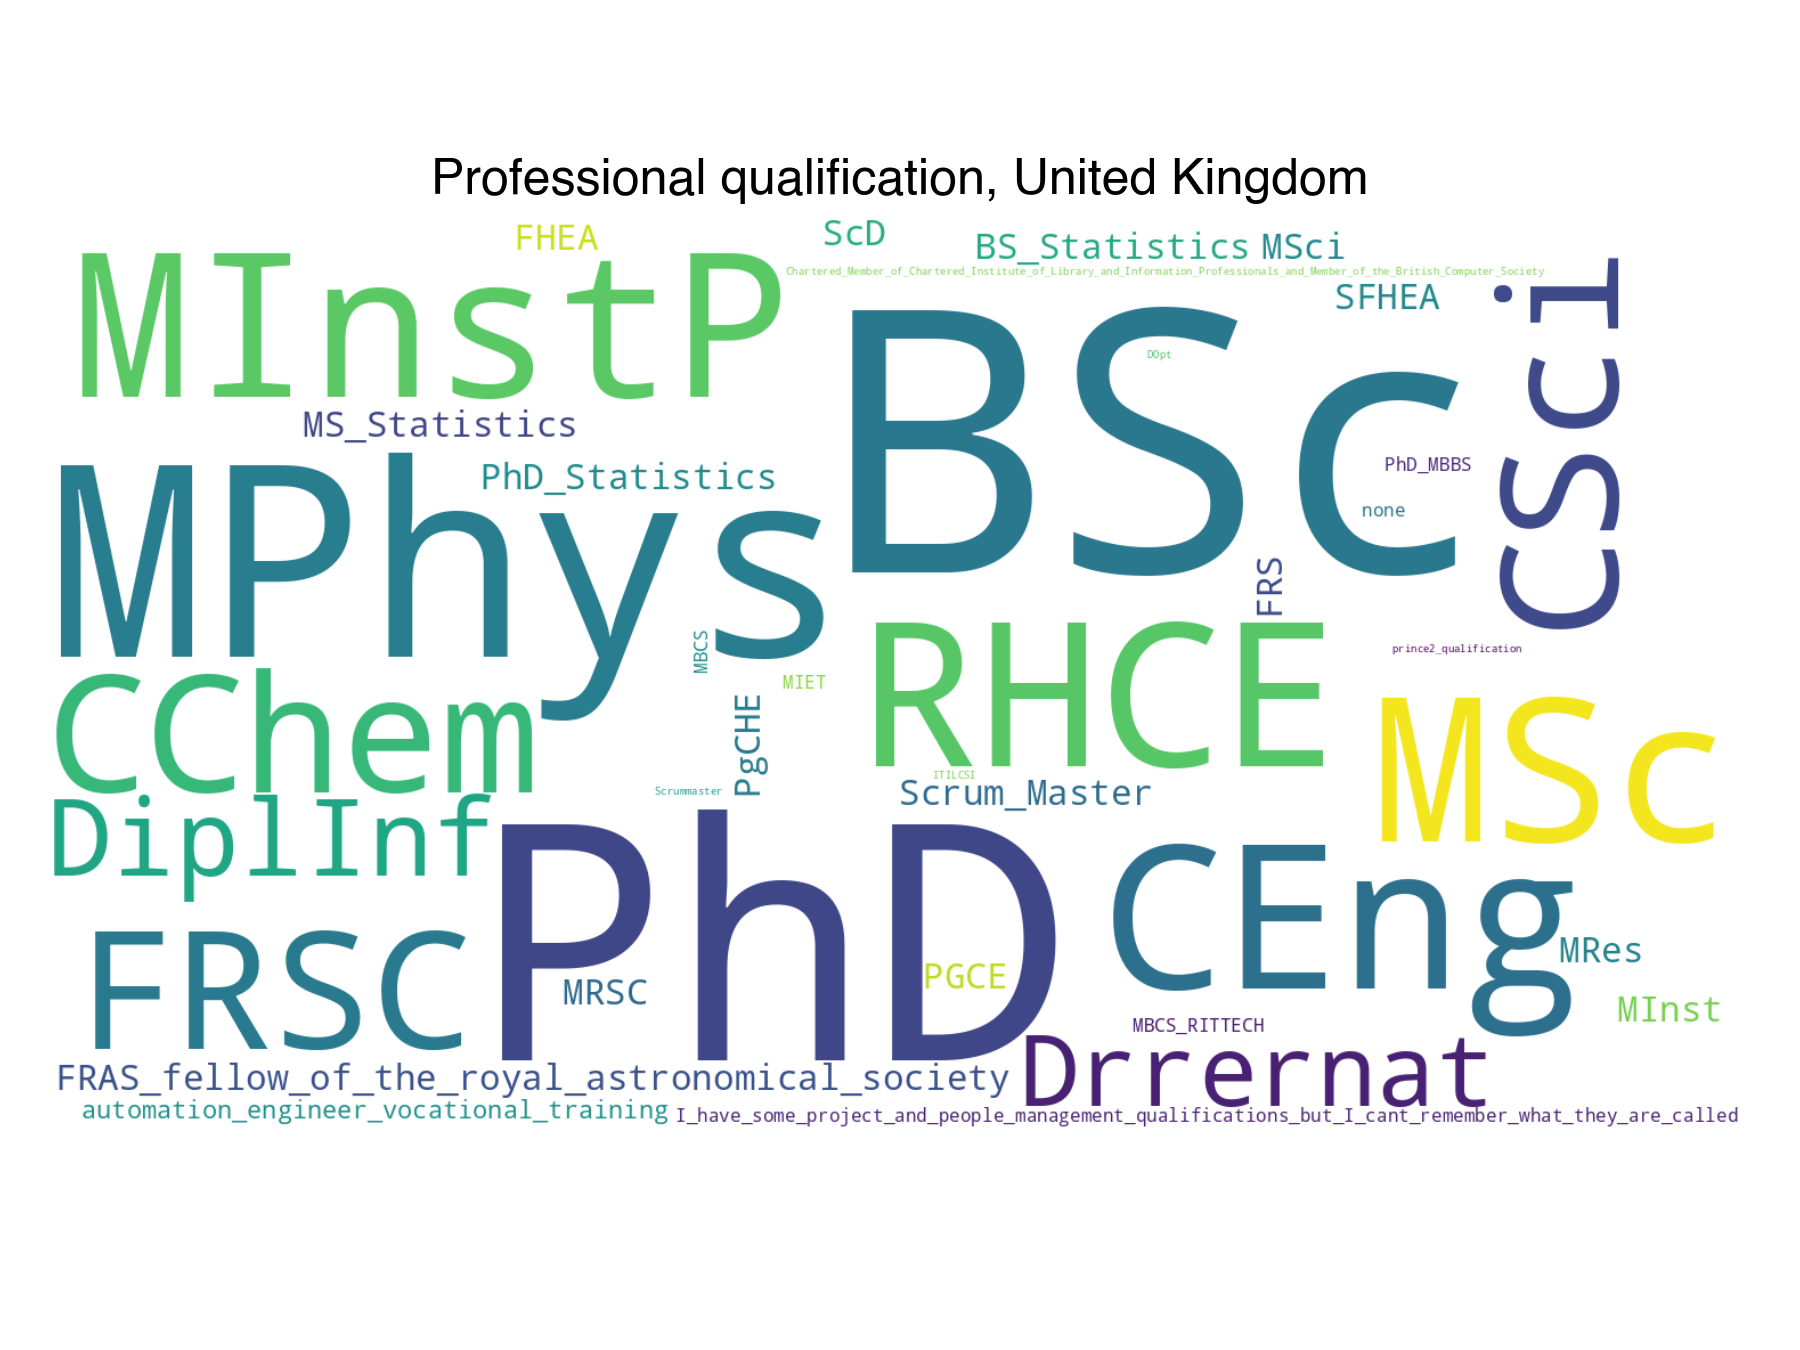 Professional qualification, United Kingdom
FHEA
ScD
BS_Statistics
MSci
Chartered_Member_of_Chartered_Institute_of_Library_and_Information_Professionals_and_Member_of_the_British_Computer_Society
MInstP
SFHEA
CSci
BSc
DOpt
MS_Statistics
PhD_Statistics
PhD_MBBS
none
MPhys
FRS
MBCS
MIET
RHCE
prince2_qualification
CChem
PgCHE
MSc
ITILCSI
Scrummaster
Scrum_Master
DiplInf
PhD
CEng
FRSC
MRSC
PGCE
MRes
MInst
MBCS_RITTECH
Drrernat
FRAS_fellow_of_the_royal_astronomical_society
automation_engineer_vocational_training
I_have_some_project_and_people_management_qualifications_but_I_cant_remember_what_they_are_called